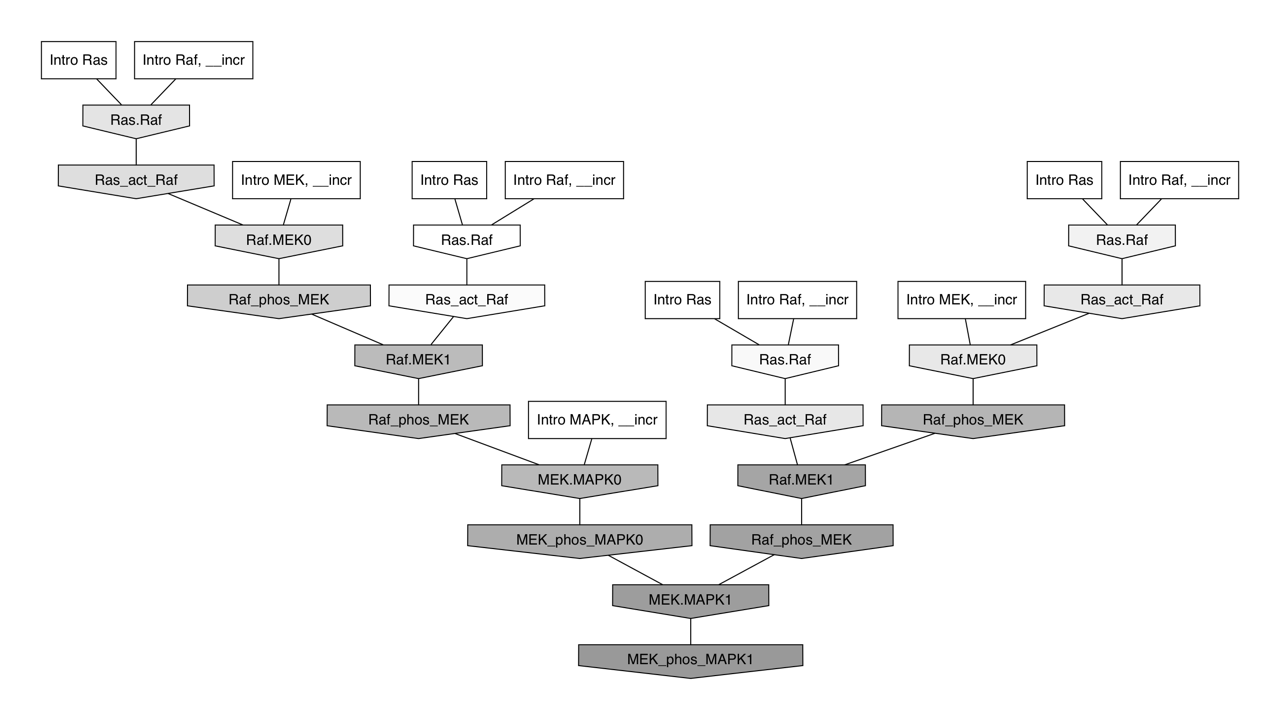 Intro Ras
Intro Raf, __incr
Ras.Raf
Ras_act_Raf
Intro MEK, __incr
Intro Ras
Intro Raf, __incr
Intro Ras
Intro Raf, __incr
Raf.MEK0
Ras.Raf
Ras.Raf
Raf_phos_MEK
Ras_act_Raf
Intro Ras
Intro Raf, __incr
Intro MEK, __incr
Ras_act_Raf
Raf.MEK1
Ras.Raf
Raf.MEK0
Raf_phos_MEK
Intro MAPK, __incr
Ras_act_Raf
Raf_phos_MEK
MEK.MAPK0
Raf.MEK1
MEK_phos_MAPK0
Raf_phos_MEK
MEK.MAPK1
MEK_phos_MAPK1